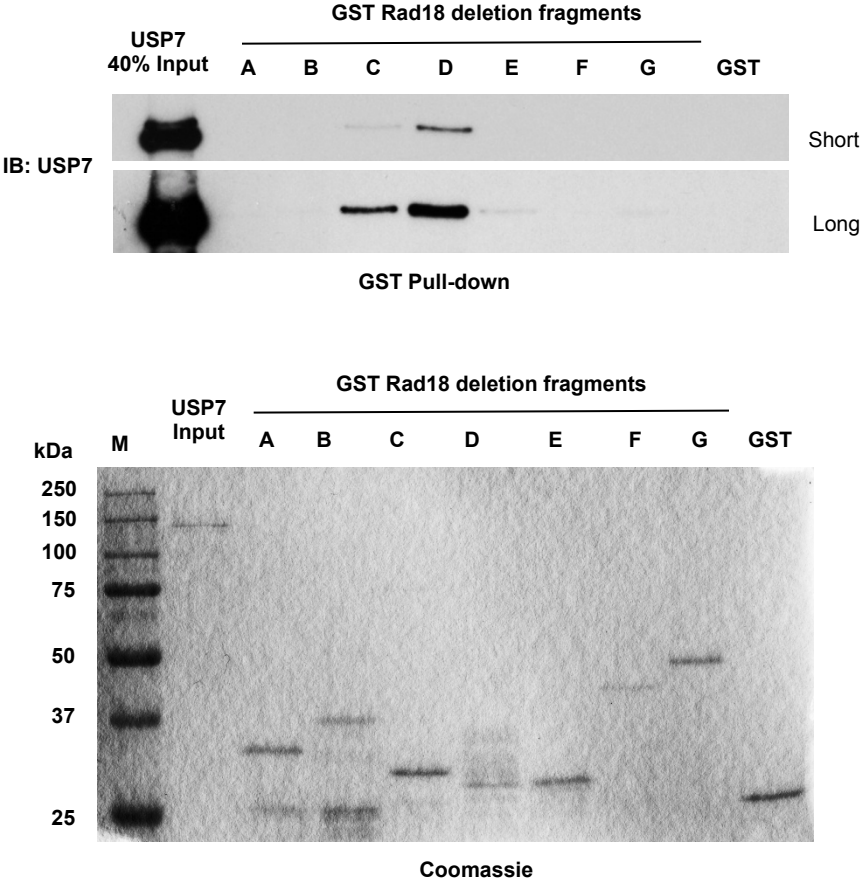 GST Rad18 deletion fragments
USP7
40% Input
A B C D E F G GST
IB: USP7
Short
Long
GST Pull-down
GST Rad18 deletion fragments
USP7
Input
kDa M A B C D E F G GST
250
150
100
75
50
37
25
Coomassie